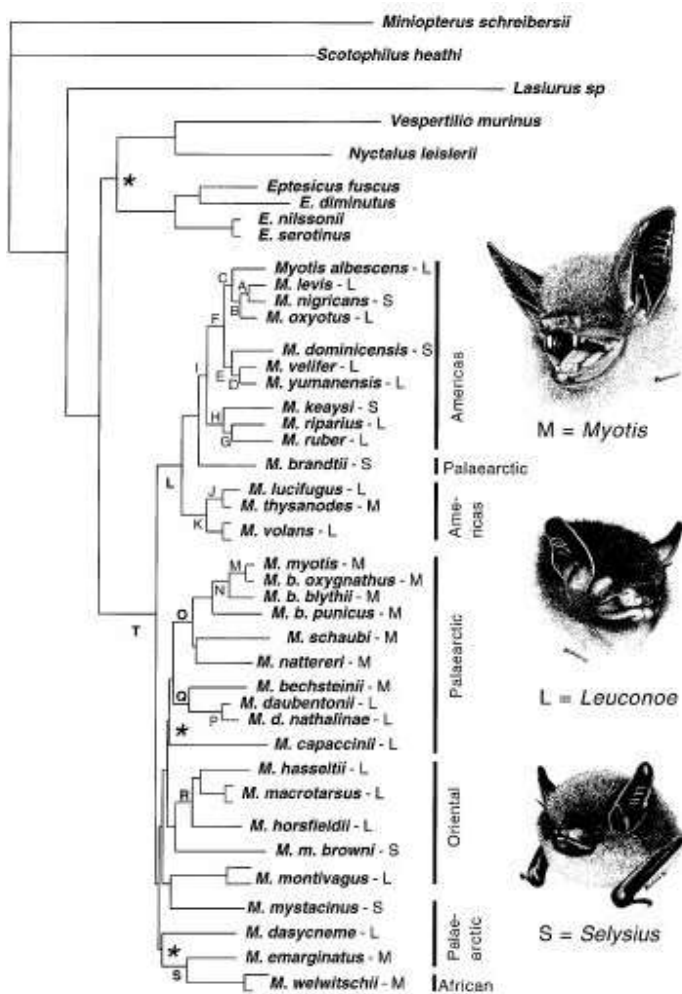 Miniopterus schreibersii
Scotophilus heathi
Lasiurus sp
Vespertilio murinus
Nyctalus leislerii
*
Eptesicus fuscus
E. diminutus
E. nilssonii
E. serotinus
C
Myotis albescens - L
A
M. levis - L
M. nigricans - S
B
M. oxyotus - L
F
M. dominicensis - S
E
M. velifer - L
D
M. yumanensis - L
I
M. keaysi - S
H
M. riparius - L
G
M. ruber - L
Americas
M = Myotis
M. brandtii - S
Palaearctic
L
J
M. lucifugus - L
M. thysanodes - M
K
M. volans - L
Ame-
ricas
M
M. myotis - M
M. b. oxygnathus - M
N
M. b. blythii - M
O
M. b. punicus - M
T
M. schaubi - M
M. nattereri - M
M. bechsteinii - M
Q
M. daubentonii - L
P
M. d. nathalinae - L
*
M. capaccinii - L
Palaearctic
L = Leuconoe
M. hasseltii - L
R
M. macrotarsus - L
M. horsfieldii - L
M. m. browni - S
M. montivagus - L
Oriental
M. mystacinus - S
M. dasycneme - L
*
M. emarginatus - M
Palae-
arctic
S = Selysius
S
M. welwitschii - M
African